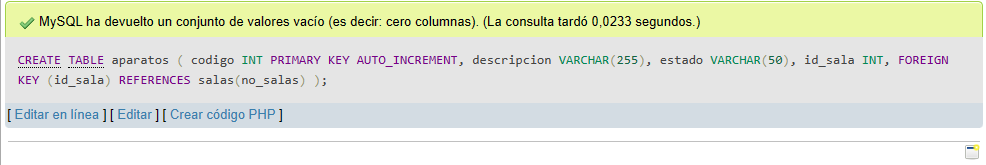 MySQL ha devuelto un conjunto de valores vacío (es decir: cero columnas). (La consulta tardó 0,0233 segundos.)
CREATE TABLE aparatos ( codigo INT PRIMARY KEY AUTO_INCREMENT, descripcion VARCHAR(255), estado VARCHAR(50), id_sala INT, FOREIGN
KEY (id_sala) REFERENCES salas(no_salas) );
[ Editar en línea ] [ Editar ] [ Crear código PHP ]